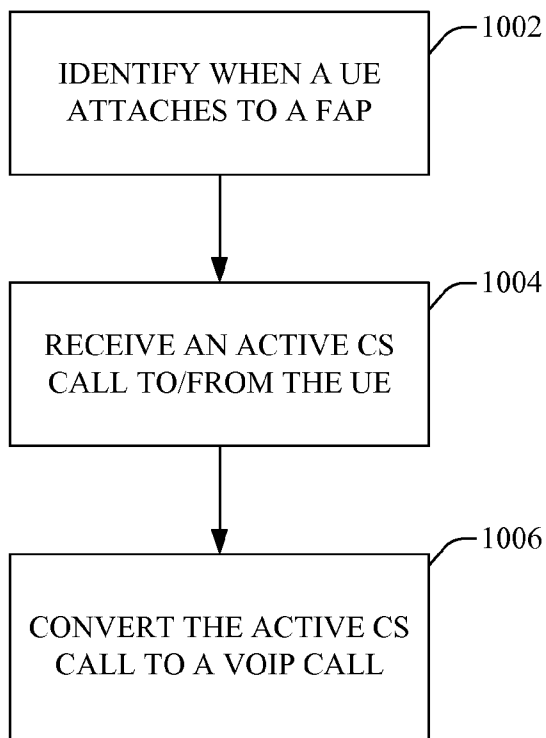 1002
IDENTIFY WHEN A UE
ATTACHES TO A FAP
1004
RECEIVE AN ACTIVE CS
CALL TO/FROM THE UE
1006
CONVERT THE ACTIVE CS
CALL TO A VOIP CALL